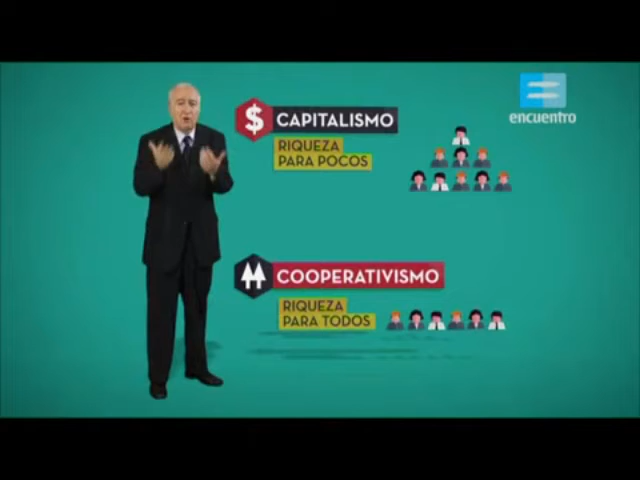 encuentro
$ CAPITALISMO
RIQUEZA
PARA POCOS
COOPERATIVISMO
RIQUEZA
PARA TODOS